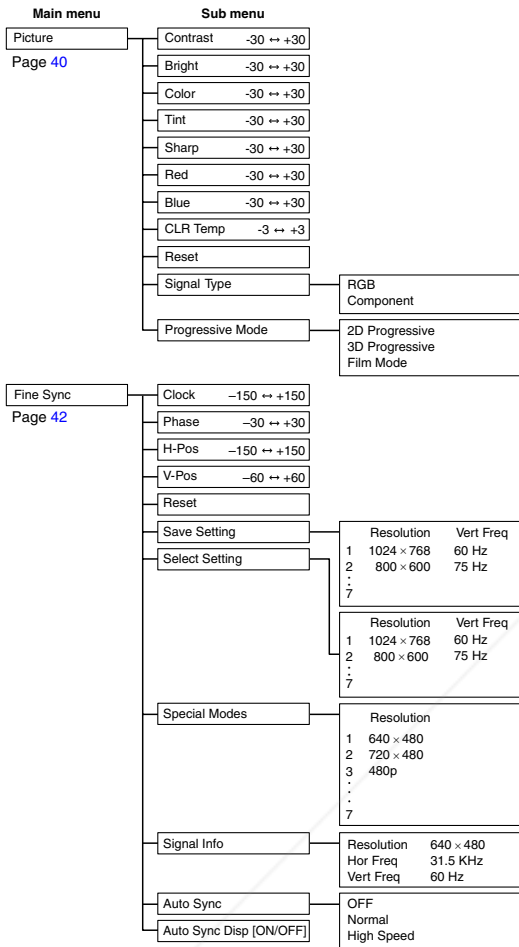 Main menu Sub menu
Picture
Page 40
Contrast -30 ↔ +30
Bright -30 ↔ +30
Color -30 ↔ +30
Tint -30 ↔ +30
Sharp -30 ↔ +30
Red -30 ↔ +30
Blue -30 ↔ +30
CLR Temp -3 ↔ +3
Reset
Signal Type
RGB
Component
Progressive Mode
2D Progressive
3D Progressive
Film Mode
Fine Sync
Page 42
Clock –150 ↔ +150
Phase –30 ↔ +30
H-Pos –150 ↔ +150
V-Pos –60 ↔ +60
Reset
Save Setting
Resolution Vert Freq
1 1024 × 768 60 Hz
2 800 × 600 75 Hz
.
.
7
Select Setting
Resolution Vert Freq
1 1024 × 768 60 Hz
2 800 × 600 75 Hz
.
.
7
Special Modes
Resolution
1 640 × 480
2 720 × 480
3 480p
.
.
.
7
Signal Info
Resolution 640 × 480
Hor Freq 31.5 KHz
Vert Freq 60 Hz
Auto Sync
OFF
Normal
High Speed
Auto Sync Disp [ON/OFF]